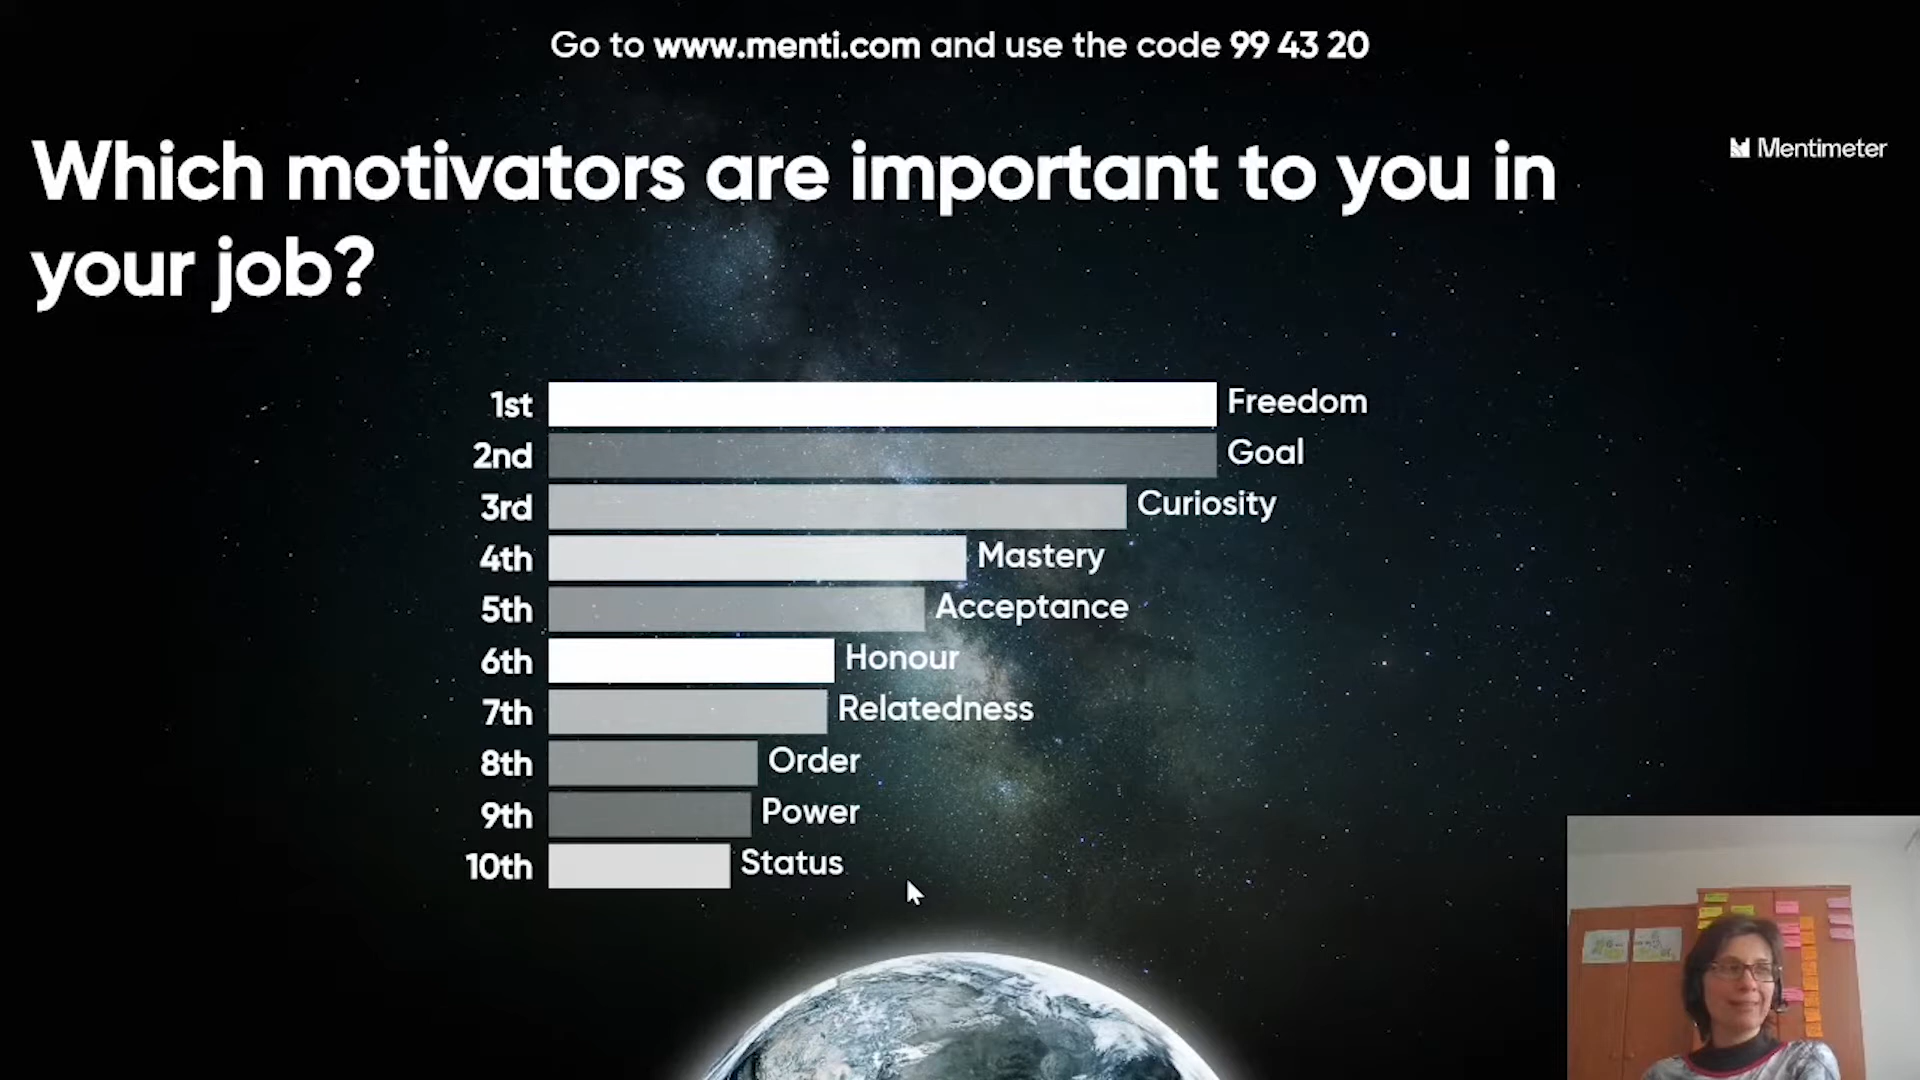 Go to www.menti.com and use the code 99 43 20
Mentimeter
Which motivators are important to you in
your job?
1st Freedom
2nd Goal
3rd Curiosity
4th Mastery
5th Acceptance
6th Honour
7th Relatedness
8th Order
9th Power
10th Status